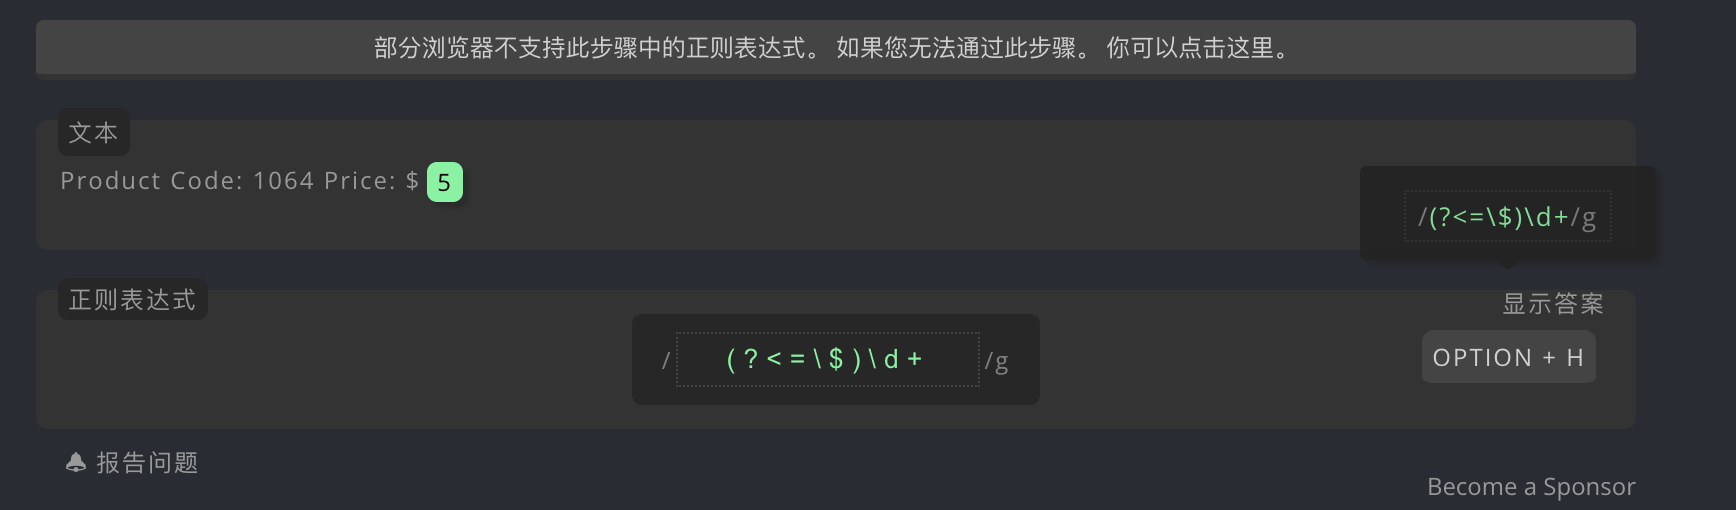 部分浏览器不支持此步骤中的正则表达式。 如果您无法通过此步骤。 你可以点击这里。
文本
Product Code: 1064 Price: $ 5
/(?<=\$)\d+/g
正则表达式
显示答案
/ (?<=\$)\d+ /g
OPTION + H
报告问题
Become a Sponsor